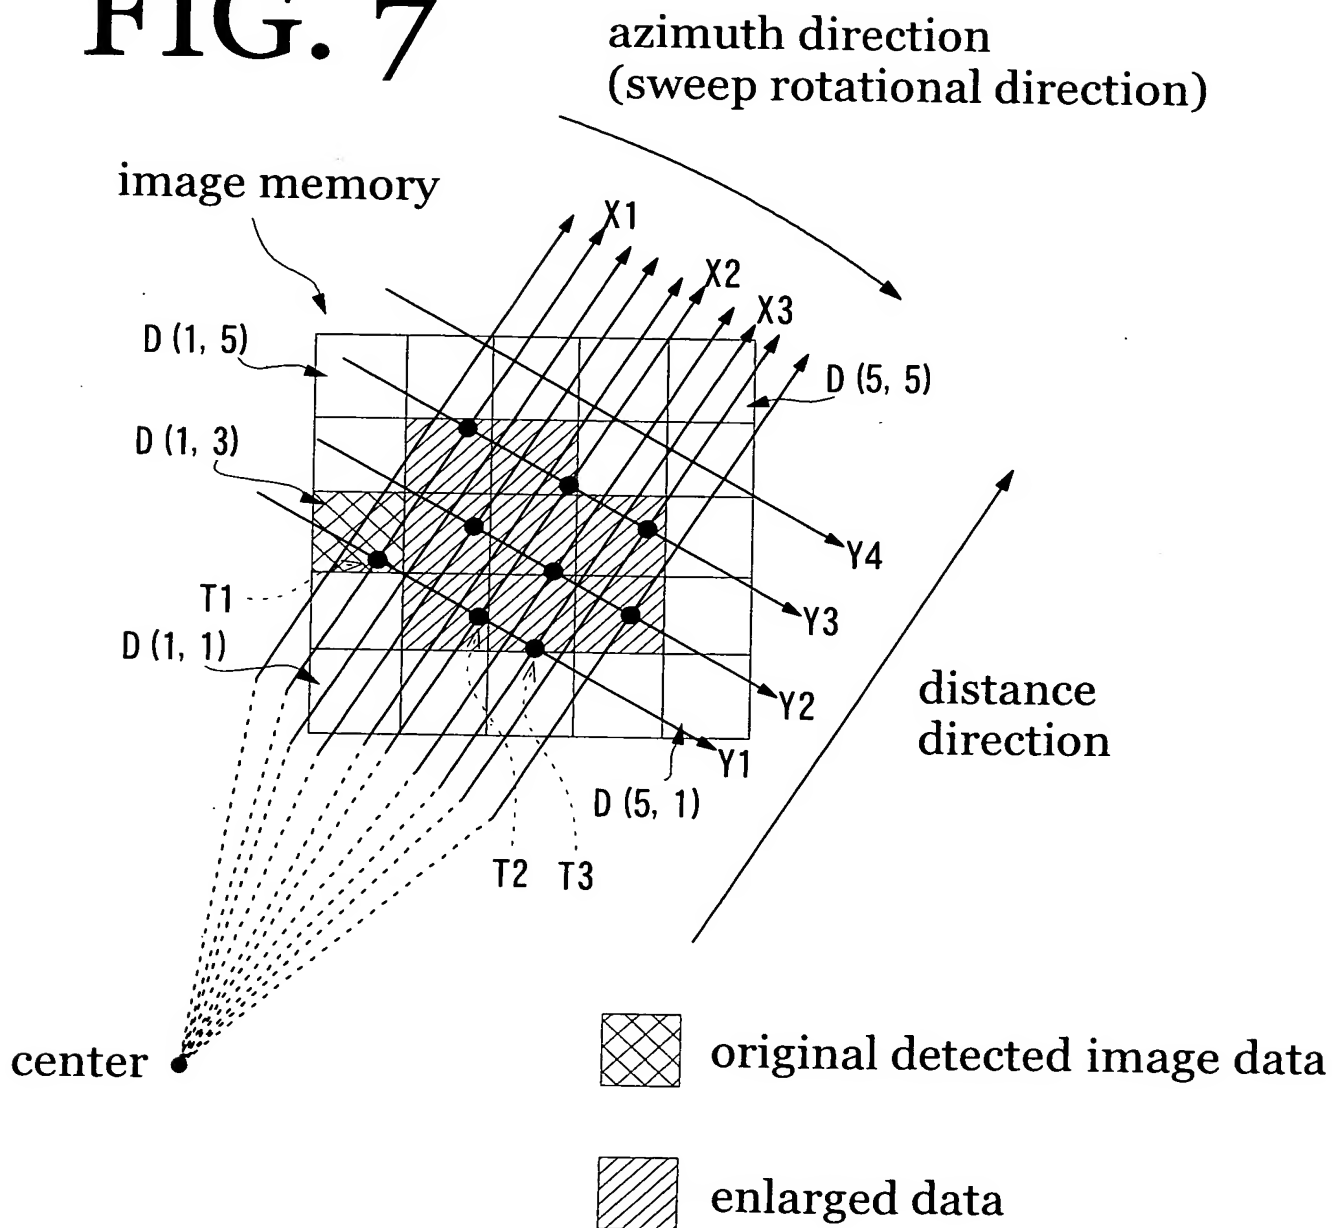 FIG. 7
azimuth direction
(sweep rotational direction)
image memory
X1
X2
X3
D (1, 5)
D (5, 5)
D (1, 3)
Y4
T1
Y3
D (1, 1)
Y2
distance
direction
Y1
D (5, 1)
T2
T3
center
original detected image data
enlarged data